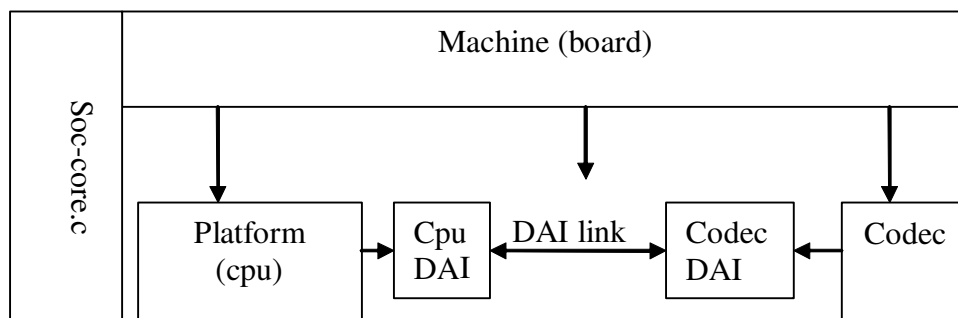 Soc-core.c
Machine (board)
Platform
(cpu)
Cpu
DAI
DAI link
Codec
DAI
Codec